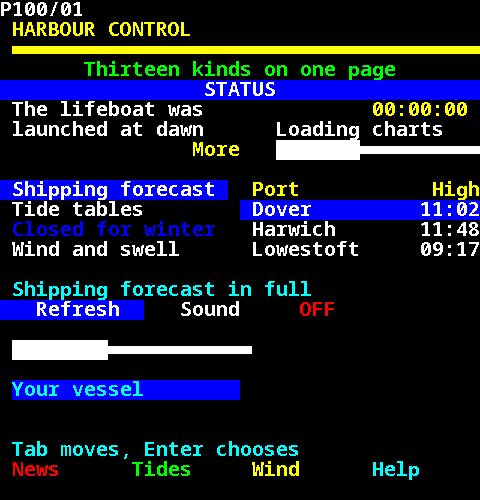 P100/01
HARBOUR CONTROL
Thirteen kinds on one page
STATUS
The lifeboat was 00:00:00
launched at dawn Loading charts
More
Shipping forecast Port High
Tide tables Dover 11:02
Closed for winter Harwich 11:48
Wind and swell Lowestoft 09:17
Shipping forecast in full
Refresh Sound OFF
Your vessel
Tab moves, Enter chooses
News Tides Wind Help